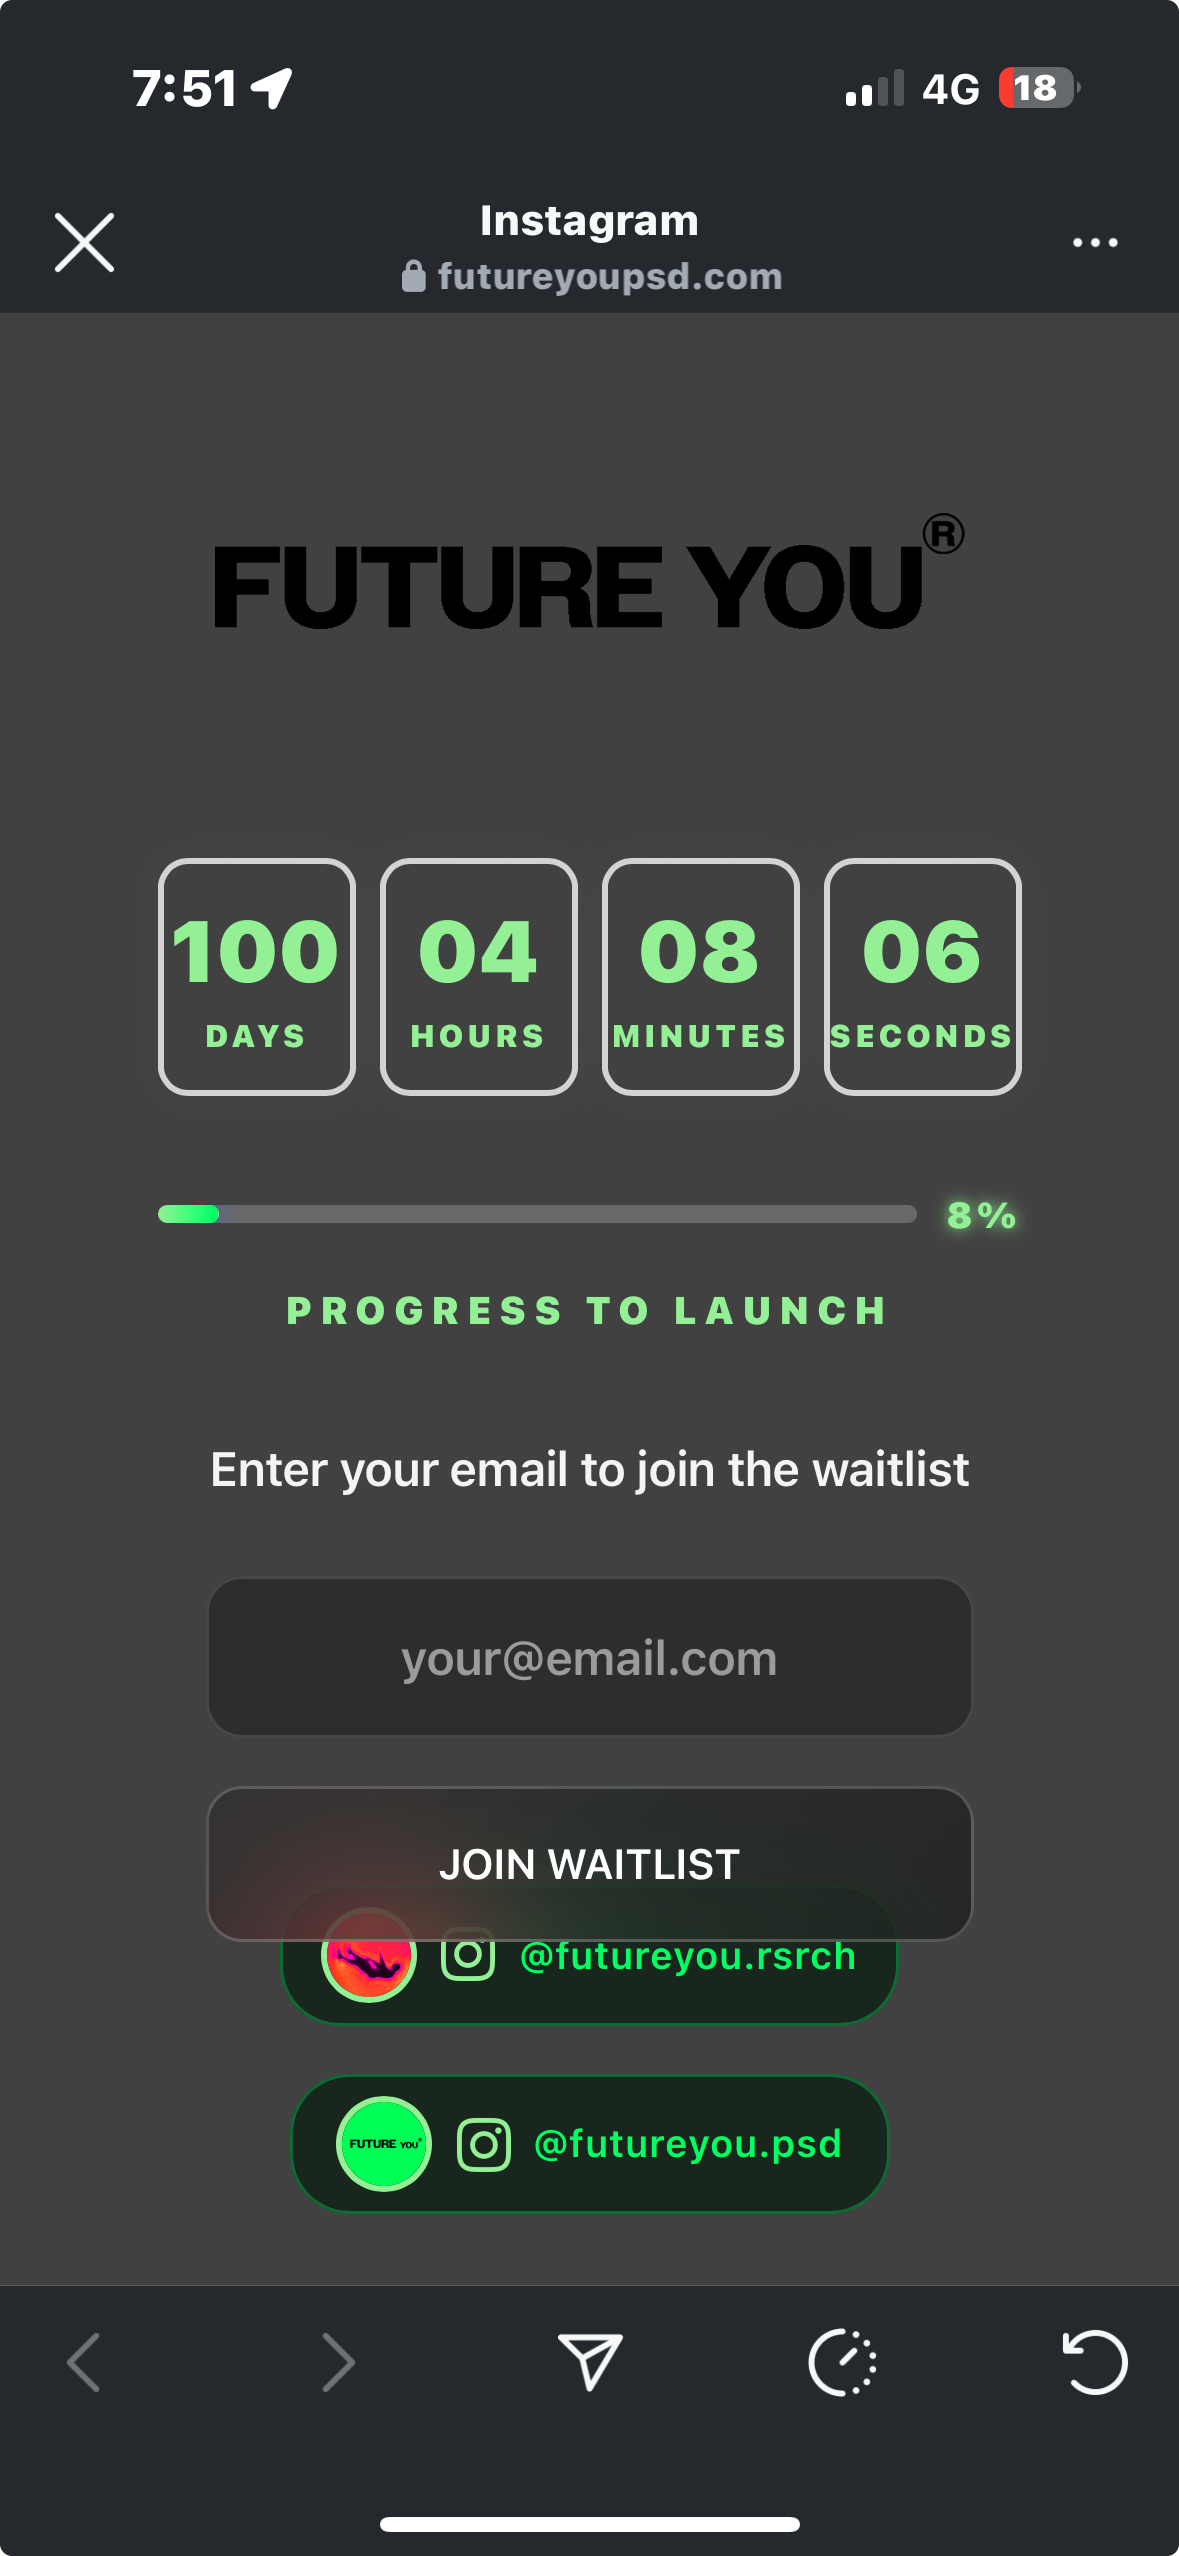 7:51 4G 18
Instagram
futureyoupsd.com
FUTURE YOU®
100 04 08 06
DAYS HOURS MINUTES SECONDS
8%
PROGRESS TO LAUNCH
Enter your email to join the waitlist
your@email.com
JOIN WAITLIST
@futureyou.rsrch
FUTURE YOU® @futureyou.psd